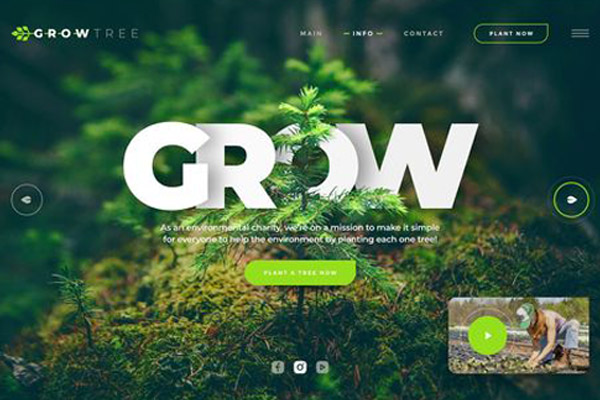 GROWTREE
MAIN
INFO
CONTACT
PLANT NOW
GROW
As an environmental charity, we're on a mission to make it simple
for everyone to help the environment by planting each one tree!
PLANT A TREE NOW